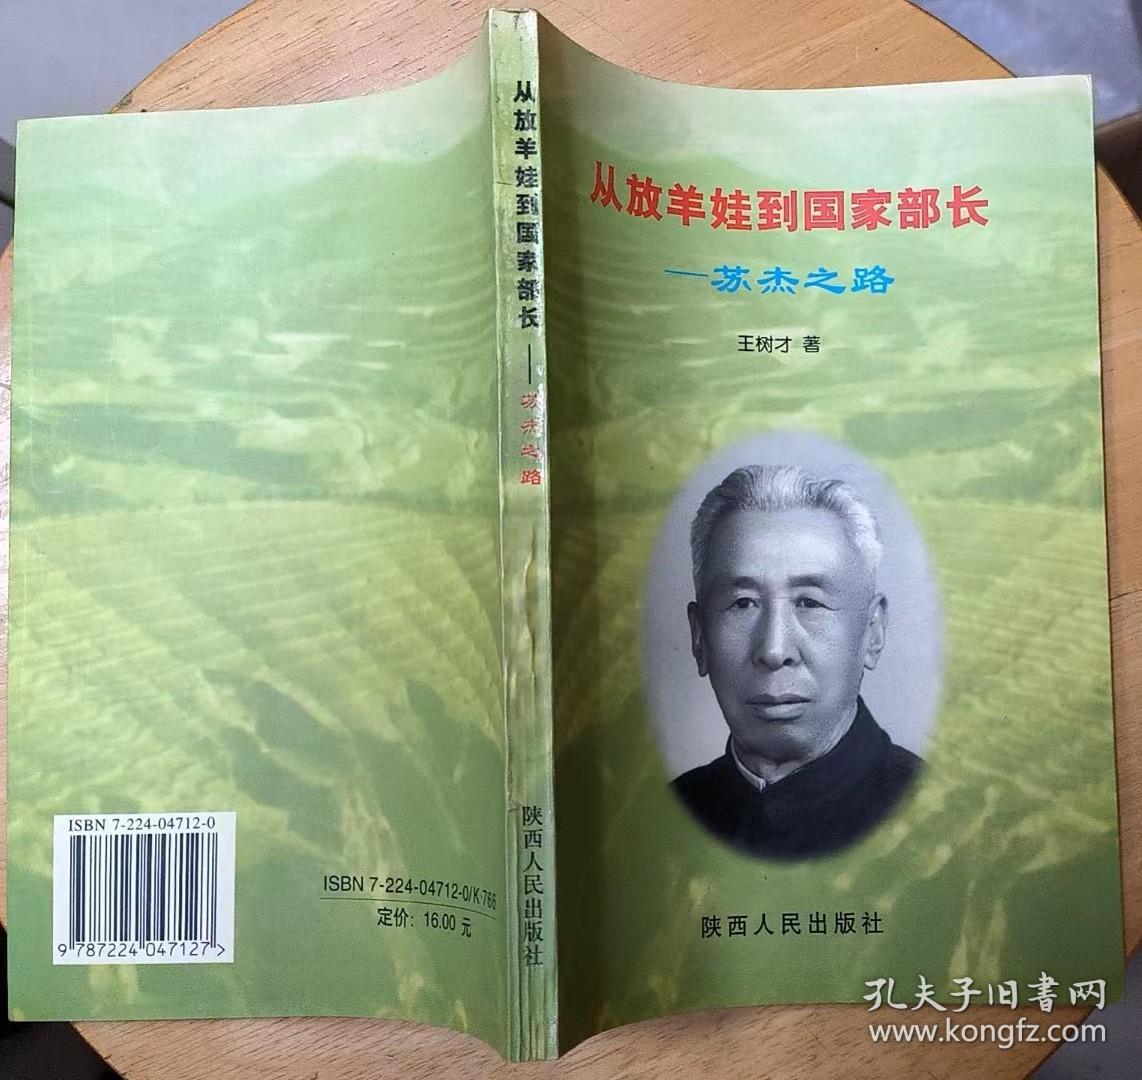 从放羊娃到国家部长
—苏杰之路
王树才 著
陕西人民出版社
从放羊娃到国家部长——苏杰之路
陕西人民出版社
ISBN 7-224-04712-0
9 787224 047127>
ISBN 7-224-04712-0/K·766
定价：16.00 元
孔夫子旧書网
www.kongfz.com